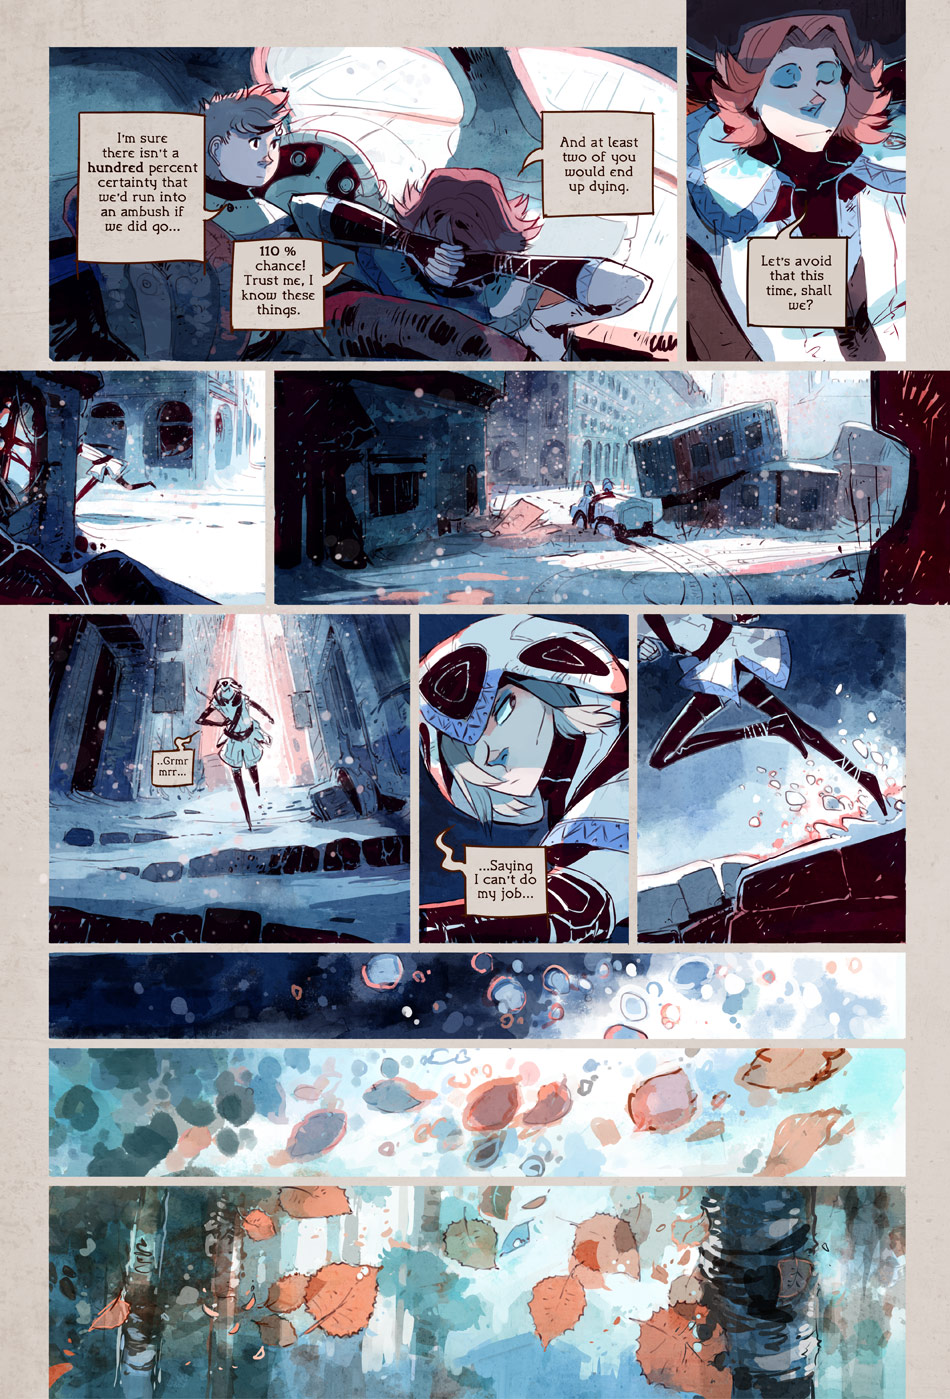 I'm sure
there isn't a
hundred percent
certainty that
we'd run into
an ambush if
we did go...
110 %
chance!
Trust me, I
know these
things.
And at least
two of you
would end
up dying.
Let's avoid
that this
time, shall
we?
..Grmr
mrr...
...Saying
I can't do
my job...